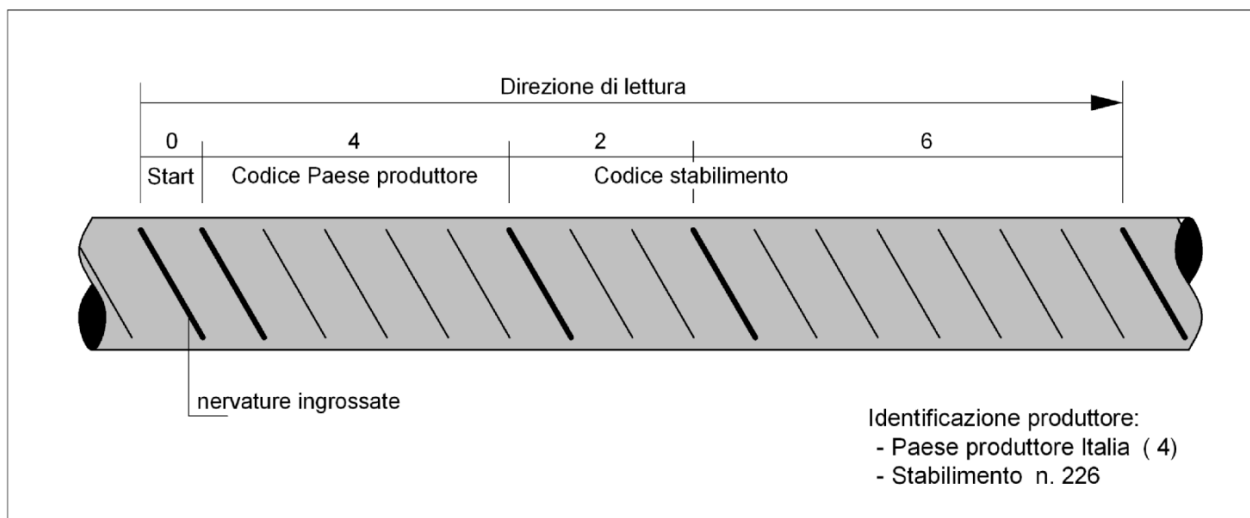 Direzione di lettura
0 4 2 6
Start Codice Paese produttore Codice stabilimento
nervature ingrossate
Identificazione produttore:
- Paese produttore Italia ( 4)
- Stabilimento n. 226